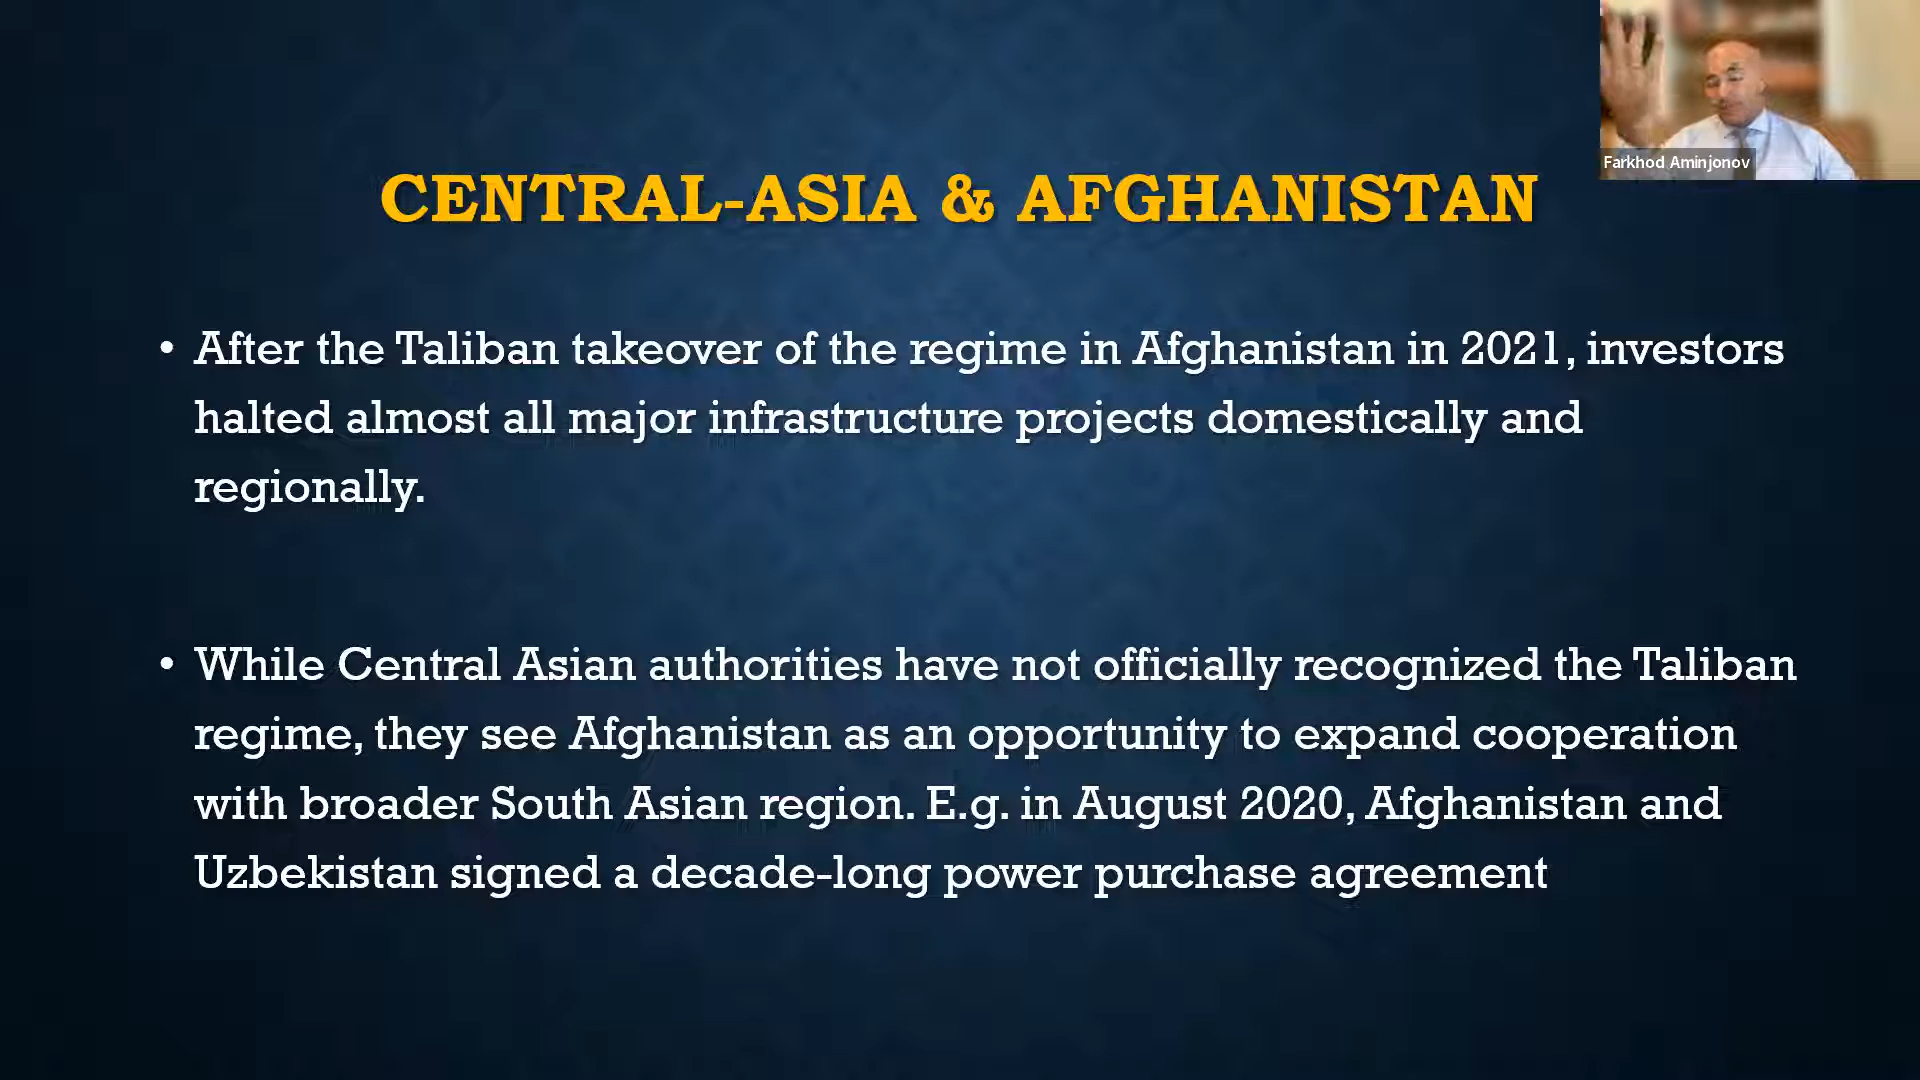 Farkhod Aminjonov
CENTRAL-ASIA & AFGHANISTAN
• After the Taliban takeover of the regime in Afghanistan in 2021, investors
halted almost all major infrastructure projects domestically and
regionally.
• While Central Asian authorities have not officially recognized the Taliban
regime, they see Afghanistan as an opportunity to expand cooperation
with broader South Asian region. E.g. in August 2020, Afghanistan and
Uzbekistan signed a decade-long power purchase agreement